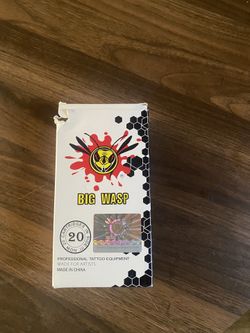 BIG WASP
20
PROFESSIONAL TATTOO EQUIPMENT
MADE FOR ARTISTS
MADE IN CHINA